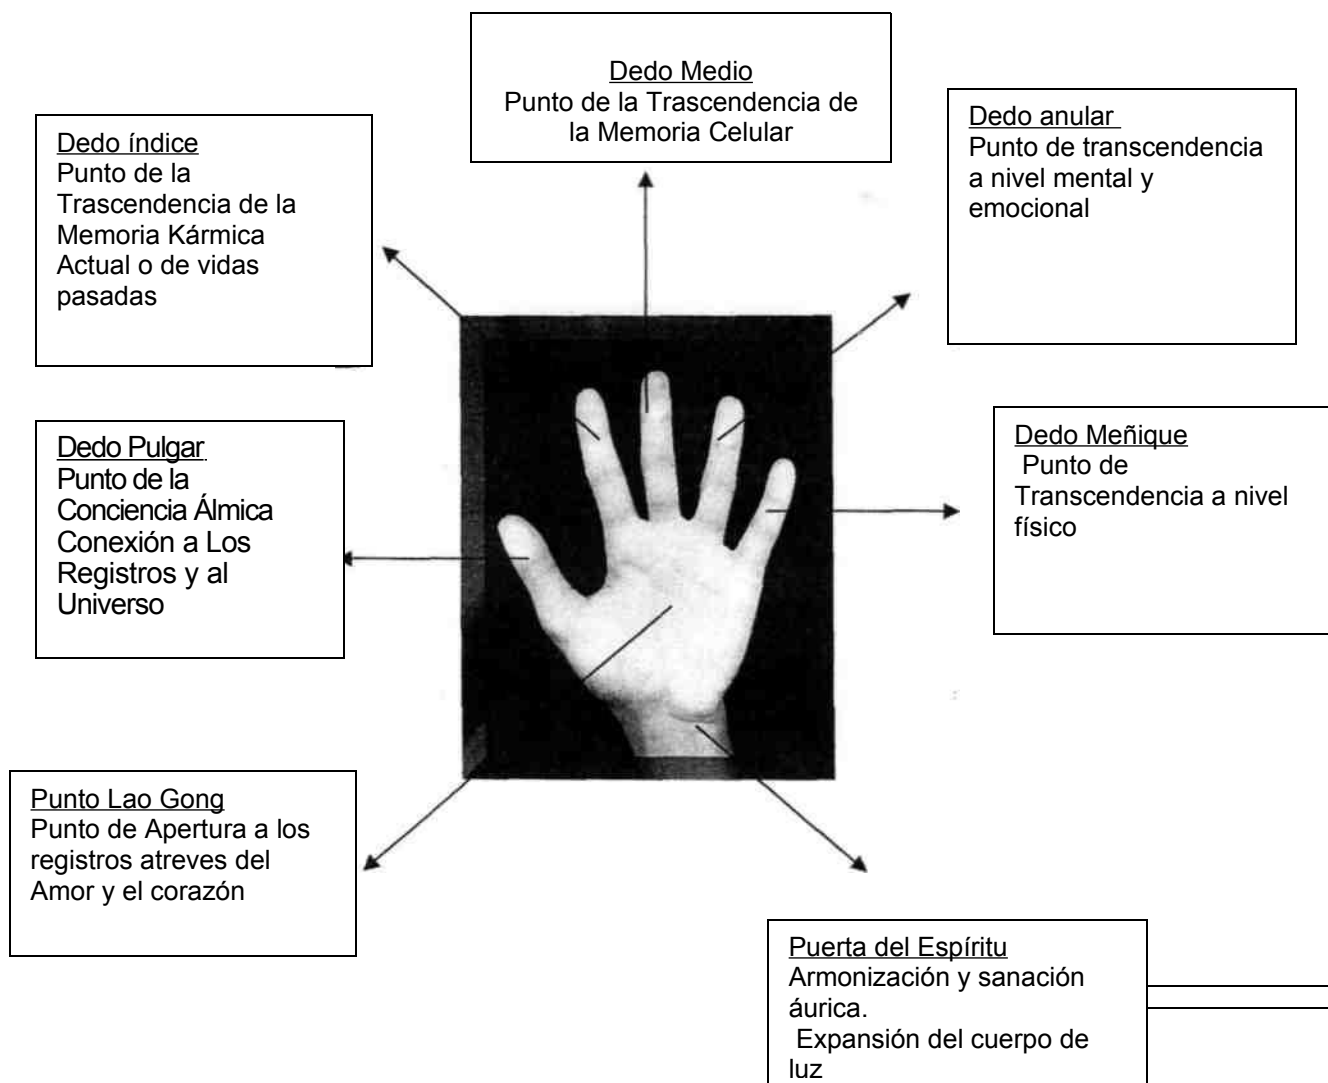 Dedo Medio
Punto de la Trascendencia de
la Memoria Celular
Dedo índice
Punto de la
Trascendencia de la
Memoria Kármica
Actual o de vidas
pasadas
Dedo anular
Punto de transcendencia
a nivel mental y
emocional
Dedo Pulgar
Punto de la
Conciencia Álmica
Conexión a Los
Registros y al
Universo
Dedo Meñique
Punto de
Transcendencia a nivel
físico
Punto Lao Gong
Punto de Apertura a los
registros atreves del
Amor y el corazón
Puerta del Espíritu
Armonización y sanación
áurica.
Expansión del cuerpo de
luz